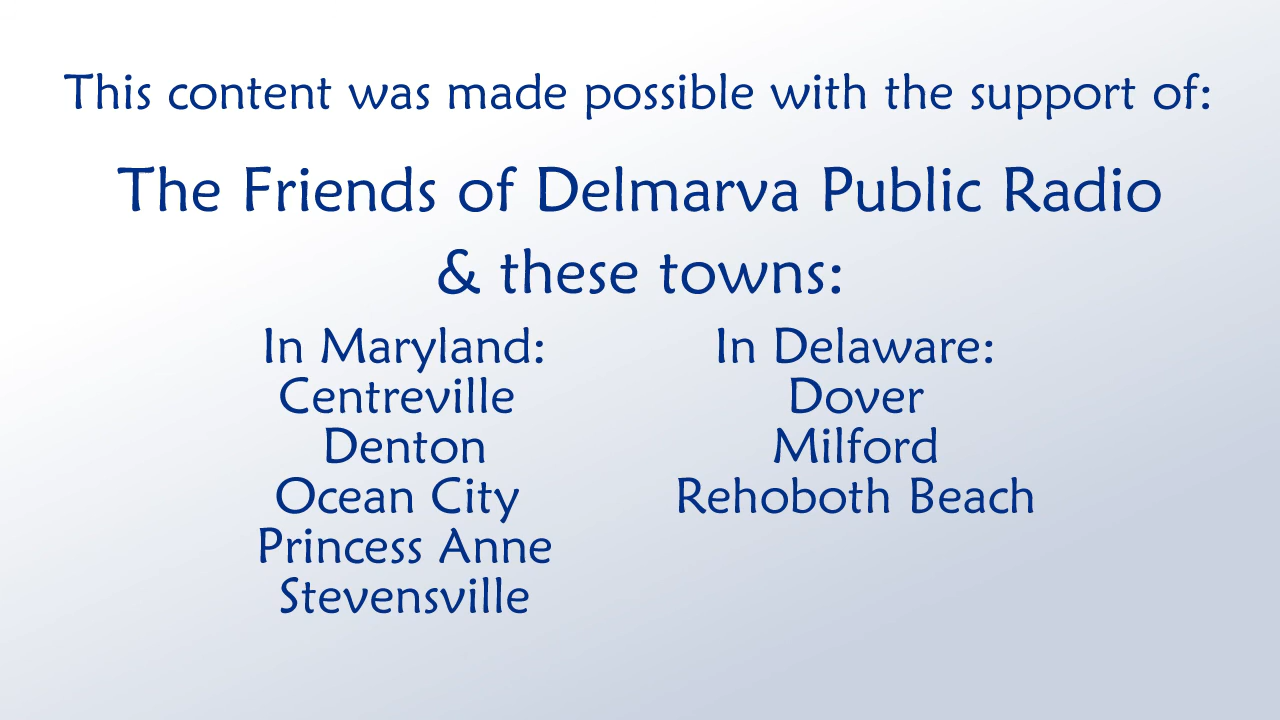 This content was made possible with the support of:
The Friends of Delmarva Public Radio
& these towns:
In Maryland:
Centreville
Denton
Ocean City
Princess Anne
Stevensville
In Delaware:
Dover
Milford
Rehoboth Beach